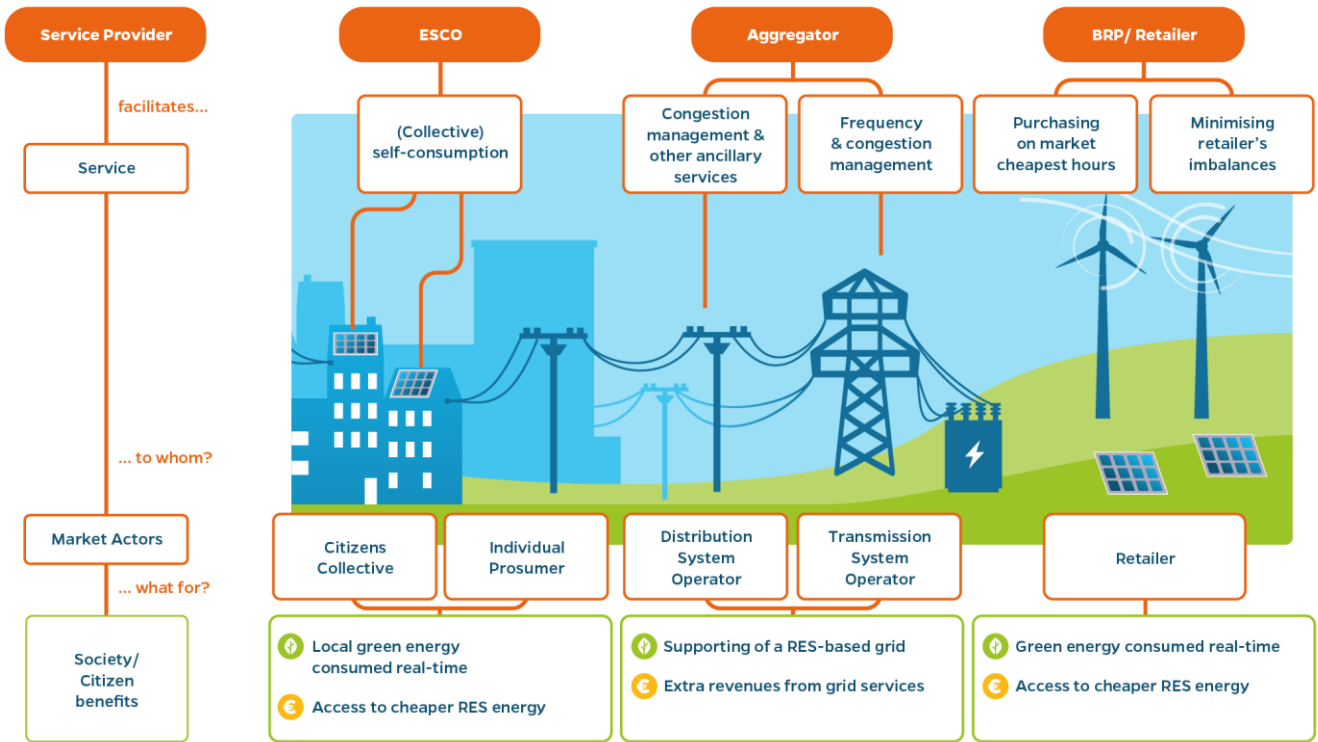 Service Provider
facilitates...
Service
... to whom?
Market Actors
... what for?
Society/
Citizen
benefits
ESCO
(Collective)
self-consumption
Citizens
Collective
Individual
Prosumer
Local green energy
consumed real-time
€
Access to cheaper RES energy
Aggregator
Congestion
management &
other ancillary
services
Frequency
& congestion
management
Distribution
System
Operator
Transmission
System
Operator
Supporting of a RES-based grid
€
Extra revenues from grid services
BRP/ Retailer
Purchasing
on market
cheapest hours
Minimising
retailer's
imbalances
Retailer
Green energy consumed real-time
€
Access to cheaper RES energy